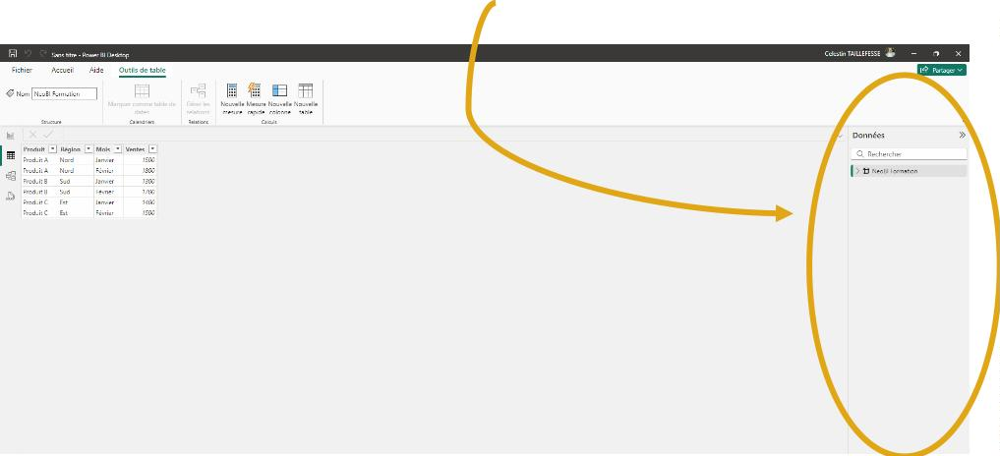 Sans titre - Power BI Desktop
Celestin TAILLEFESSE
Fichier Accueil Aide Outils de table
Partager
Nom NeoBI Formation
Marquer comme table de dates
Gérer les relations
Nouvelle mesure
Mesure rapide
Nouvelle colonne
Nouvelle table
Structure Calendriers Relations Calculs
Données
Rechercher
NeoBI Formation
Produit Région Mois Ventes
Produit A Nord Janvier 1500
Produit A Nord Février 1800
Produit B Sud Janvier 1300
Produit B Sud Février 1700
Produit C Est Janvier 1400
Produit C Est Février 1500